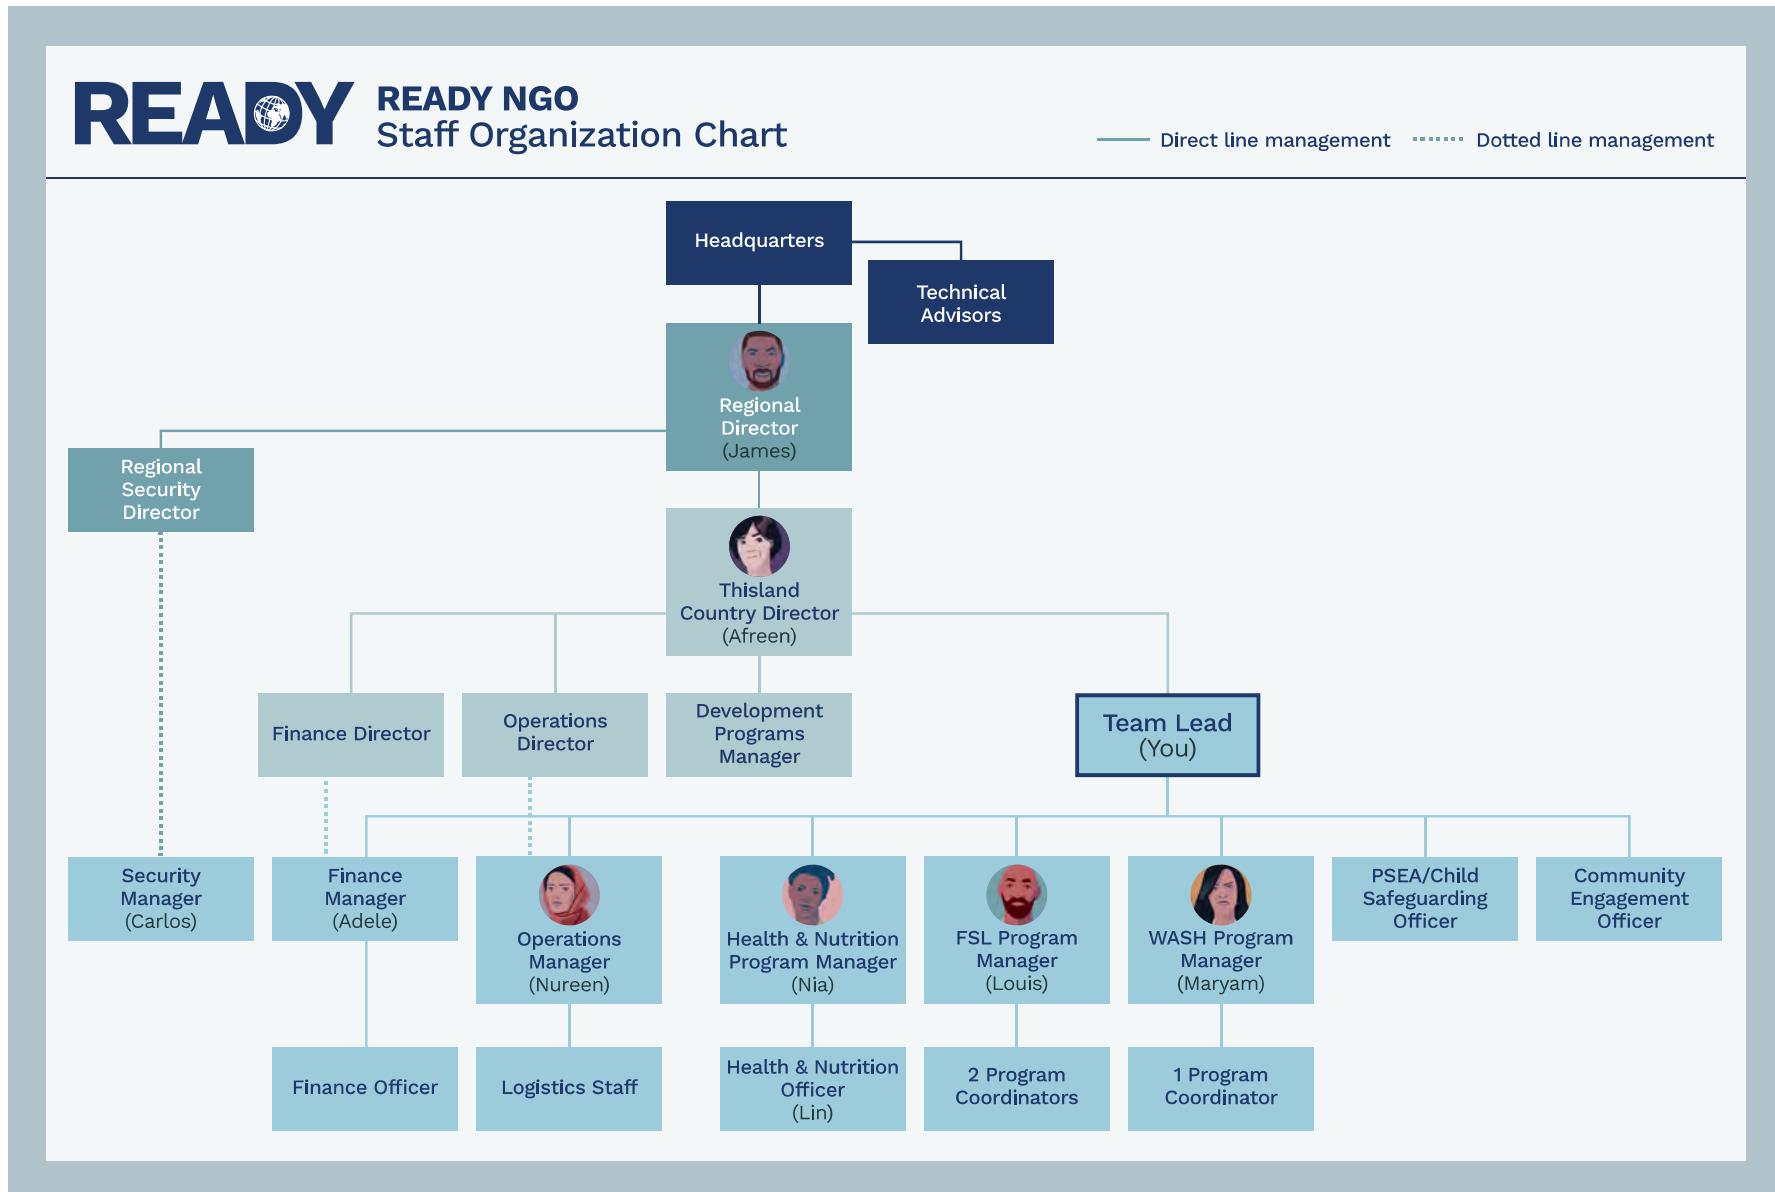 READY
READY NGO
Staff Organization Chart
Direct line management
Dotted line management
Headquarters
Technical
Advisors
Regional
Director
(James)
Regional
Security
Director
Thisland
Country Director
(Afreen)
Finance Director
Operations
Director
Development
Programs
Manager
Team Lead
(You)
Security
Manager
(Carlos)
Finance
Manager
(Adele)
Operations
Manager
(Nureen)
Health & Nutrition
Program Manager
(Nia)
FSL Program
Manager
(Louis)
WASH Program
Manager
(Maryam)
PSEA/Child
Safeguarding
Officer
Community
Engagement
Officer
Finance Officer
Logistics Staff
Health & Nutrition
Officer
(Lin)
2 Program
Coordinators
1 Program
Coordinator